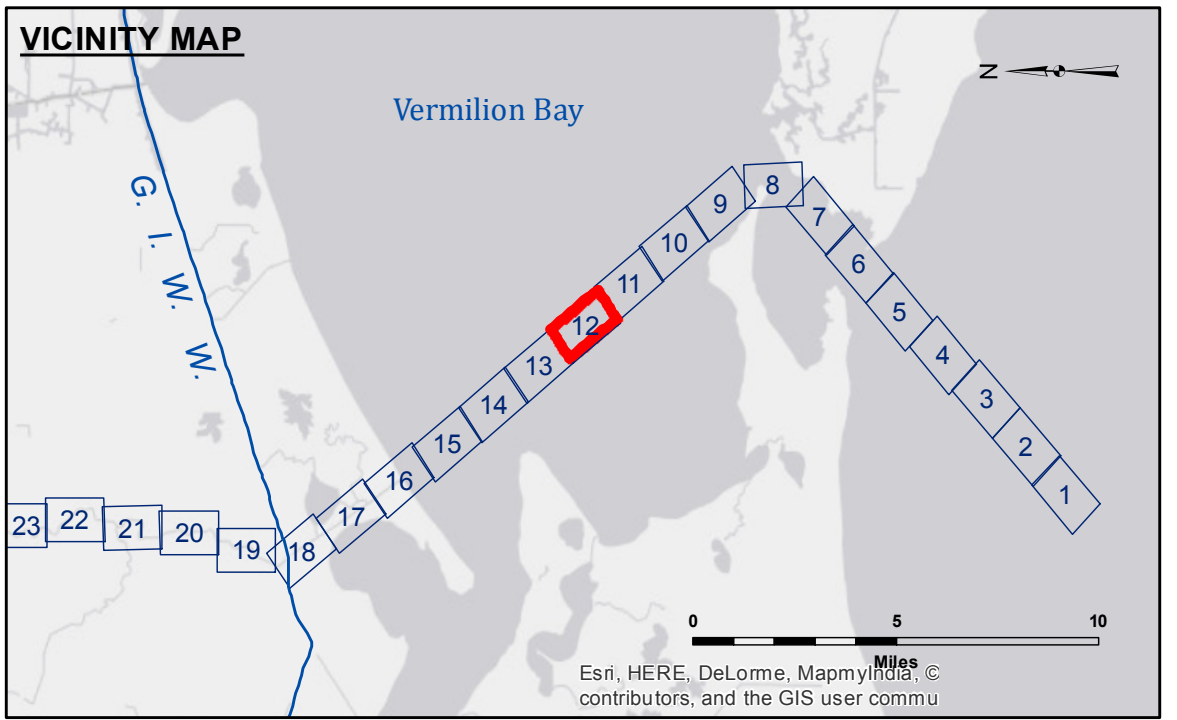 VICINITY MAP
N
Vermilion Bay
G. I. W. W.
8
9
7
10
6
11
5
12
4
13
3
14
2
15
16
1
17
22
23
21
20
19
18
0 5 10
Miles
Esri, HERE, DeLorme, MapmyIndia, ©
contributors, and the GIS user commu